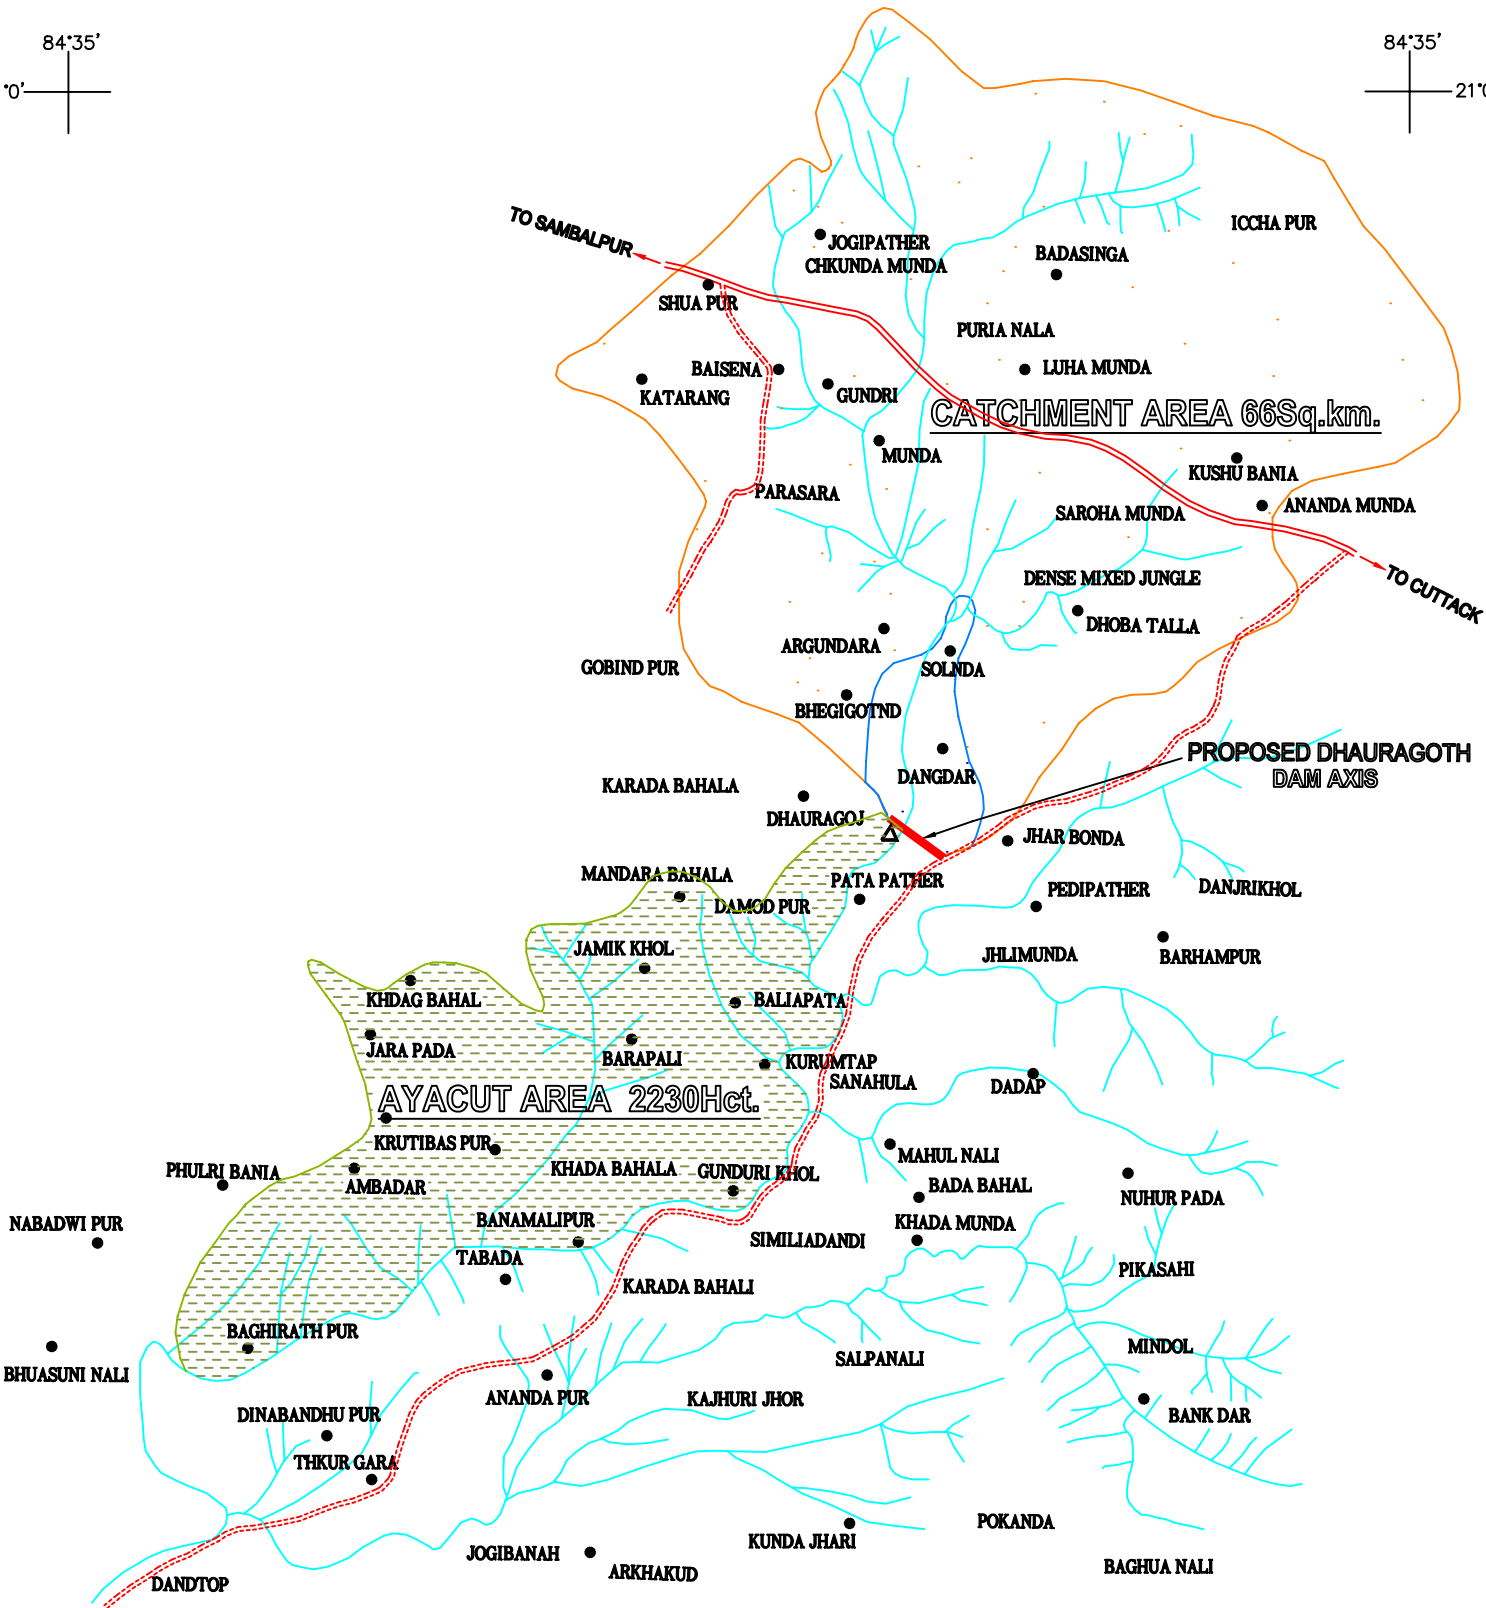 84°35'
84°35'
°0'
21°0
TO SAMBALPUR
ICCHA PUR
JOGIPATHER
CHKUNDA MUNDA
BADASINGA
SHUA PUR
PURIA NALA
BAISENA
LUHA MUNDA
KATARANG
GUNDRI
CATCHMENT AREA 66Sq.km.
MUNDA
KUSHU BANIA
PARASARA
ANANDA MUNDA
SAROHA MUNDA
DENSE MIXED JUNGLE
TO CUTTACK
DHOBA TALLA
ARGUNDARA
GOBIND PUR
SOLNDA
BHEGIGOTND
PROPOSED DHAURAGOTH
DAM AXIS
DANGDAR
KARADA BAHALA
DHAURAGOJ
JHAR BONDA
MANDARA BAHALA
PATA PATHER
PEDIPATHER
DANJRIKHOL
DAMOD PUR
JAMIK KHOL
JHLIMUNDA
BARHAMPUR
KHDAG BAHAL
BALIAPATA
JARA PADA
BARAPALI
KURUMTAP
SANAHULA
DADAP
AYACUT AREA 2230Hct.
KRUTIBAS PUR
MAHUL NALI
PHULRI BANIA
KHADA BAHALA
GUNDURI KHOL
AMBADAR
BADA BAHAL
NUHUR PADA
NABADWI PUR
BANAMALIPUR
KHADA MUNDA
SIMILIADANDI
TABADA
PIKASAHI
KARADA BAHALI
BAGHIRATH PUR
MINDOL
BHUASUNI NALI
SALPANALI
ANANDA PUR
KAJHURI JHOR
DINABANDHU PUR
BANK DAR
THKUR GARA
POKANDA
KUNDA JHARI
JOGIBANAH
BAGHUA NALI
ARKHAKUD
DANDTOP